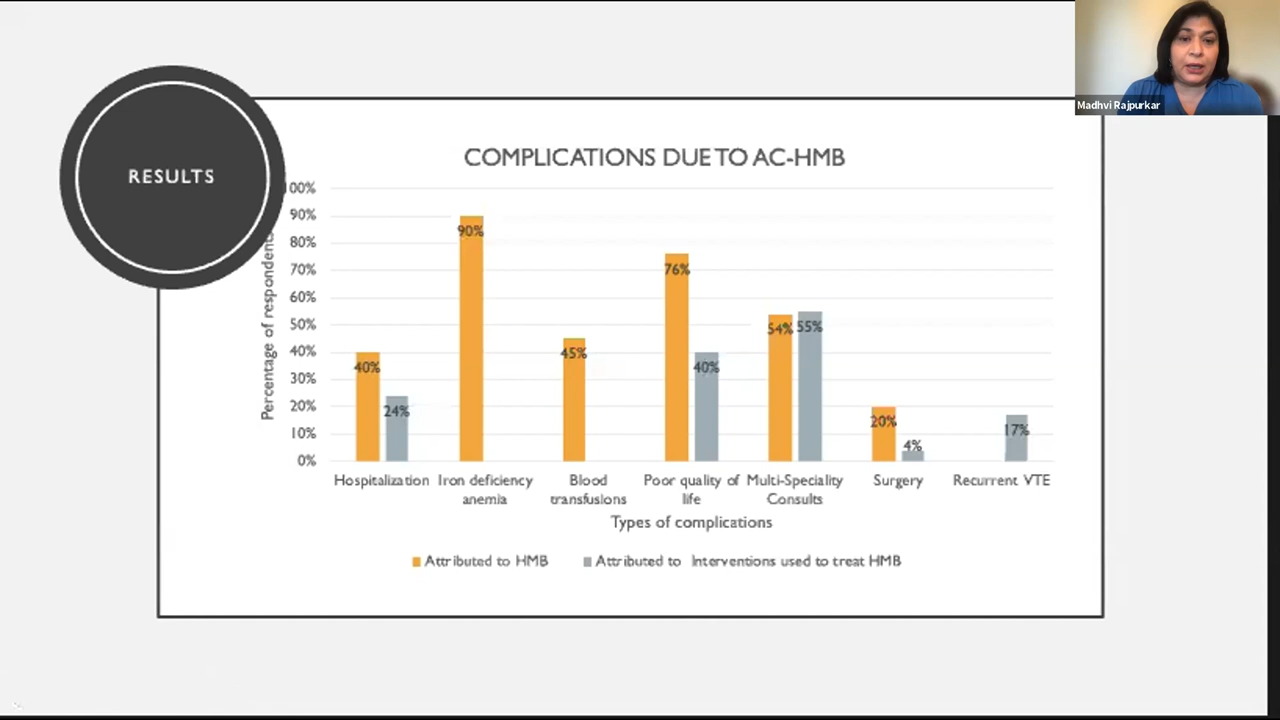 Madhvi Rajpurkar
RESULTS
COMPLICATIONS DUE TO AC-HMB
Percentage of respondents
100%
90%
80%
70%
60%
50%
40%
30%
20%
10%
0%
40%
24%
90%
45%
76%
40%
54%
55%
20%
4%
17%
Hospitalization
Iron deficiency
anemia
Blood
transfusions
Poor quality of
life
Multi-Speciality
Consults
Surgery
Recurrent VTE
Types of complications
Attributed to HMB
Attributed to Interventions used to treat HMB